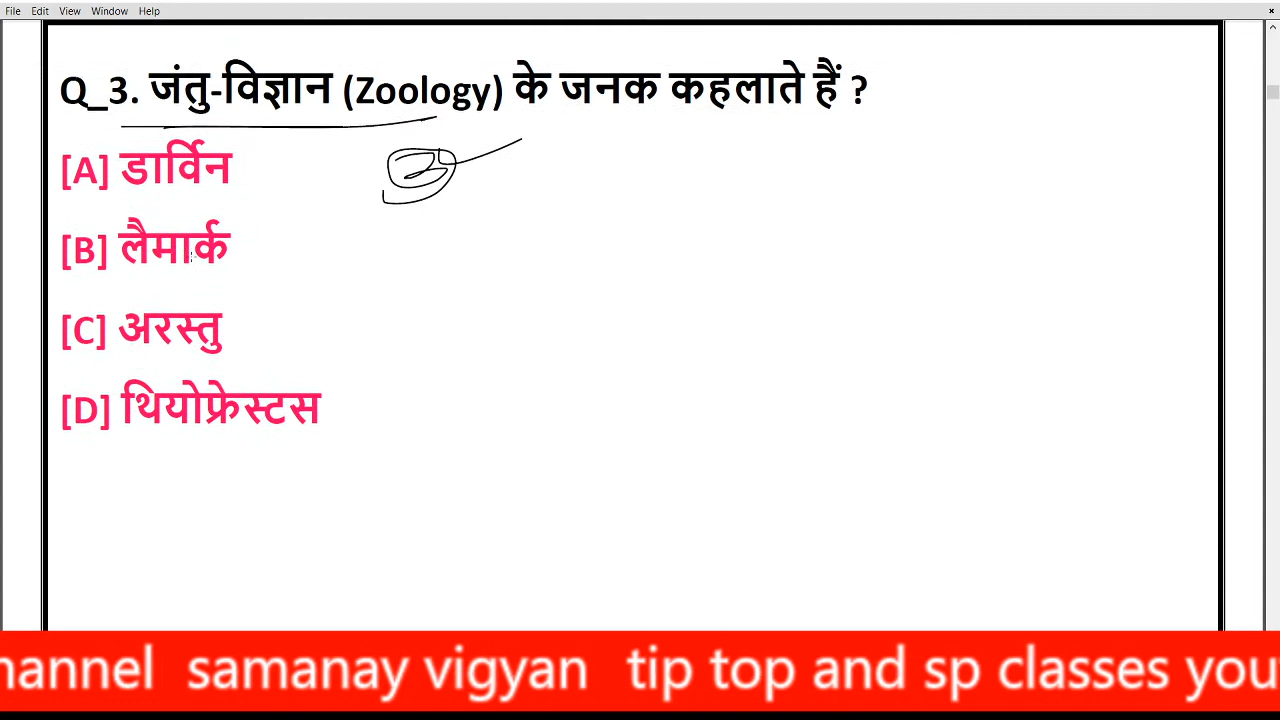 File Edit View Window Help
Q_3. जंतु-विज्ञान (Zoology) के जनक कहलाते हैं ?
[A] डार्विन
[B] लैमार्क
[C] अरस्तु
[D] थियोफ्रेस्टस
hannel samanay vigyan tip top and sp classes you